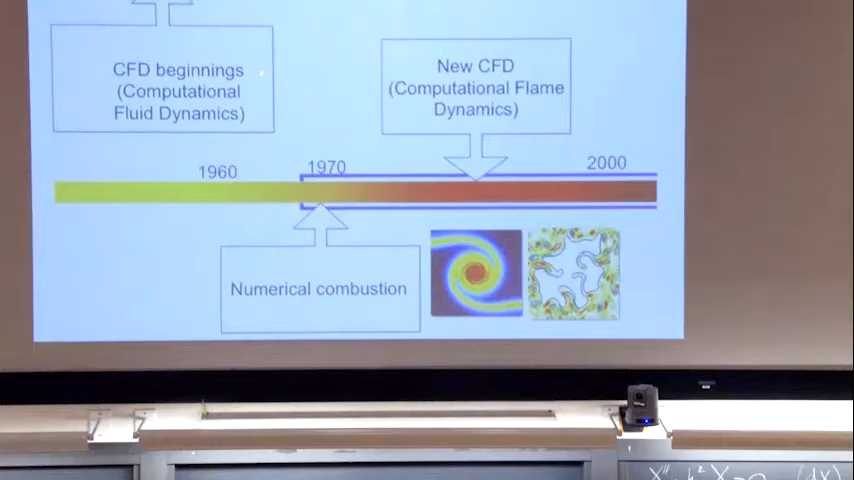 CFD beginnings
(Computational
Fluid Dynamics)
New CFD
(Computational Flame
Dynamics)
1960
1970
2000
Numerical combustion